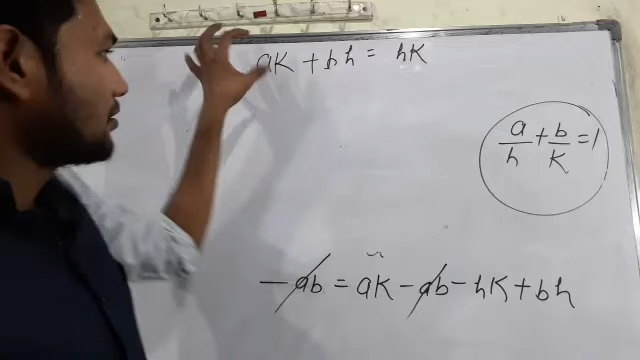 aK + bh = hK
a/h + b/K = 1
- ab = aK - ab - hK + bh